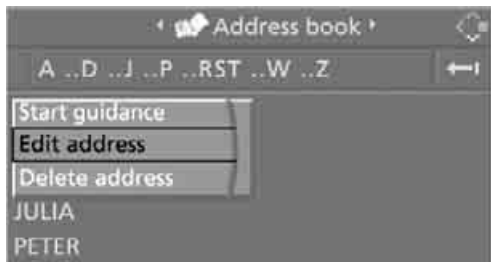 Address book
A ..D ..J ..P ..RST ..W ..Z
Start guidance
Edit address
Delete address
JULIA
PETER